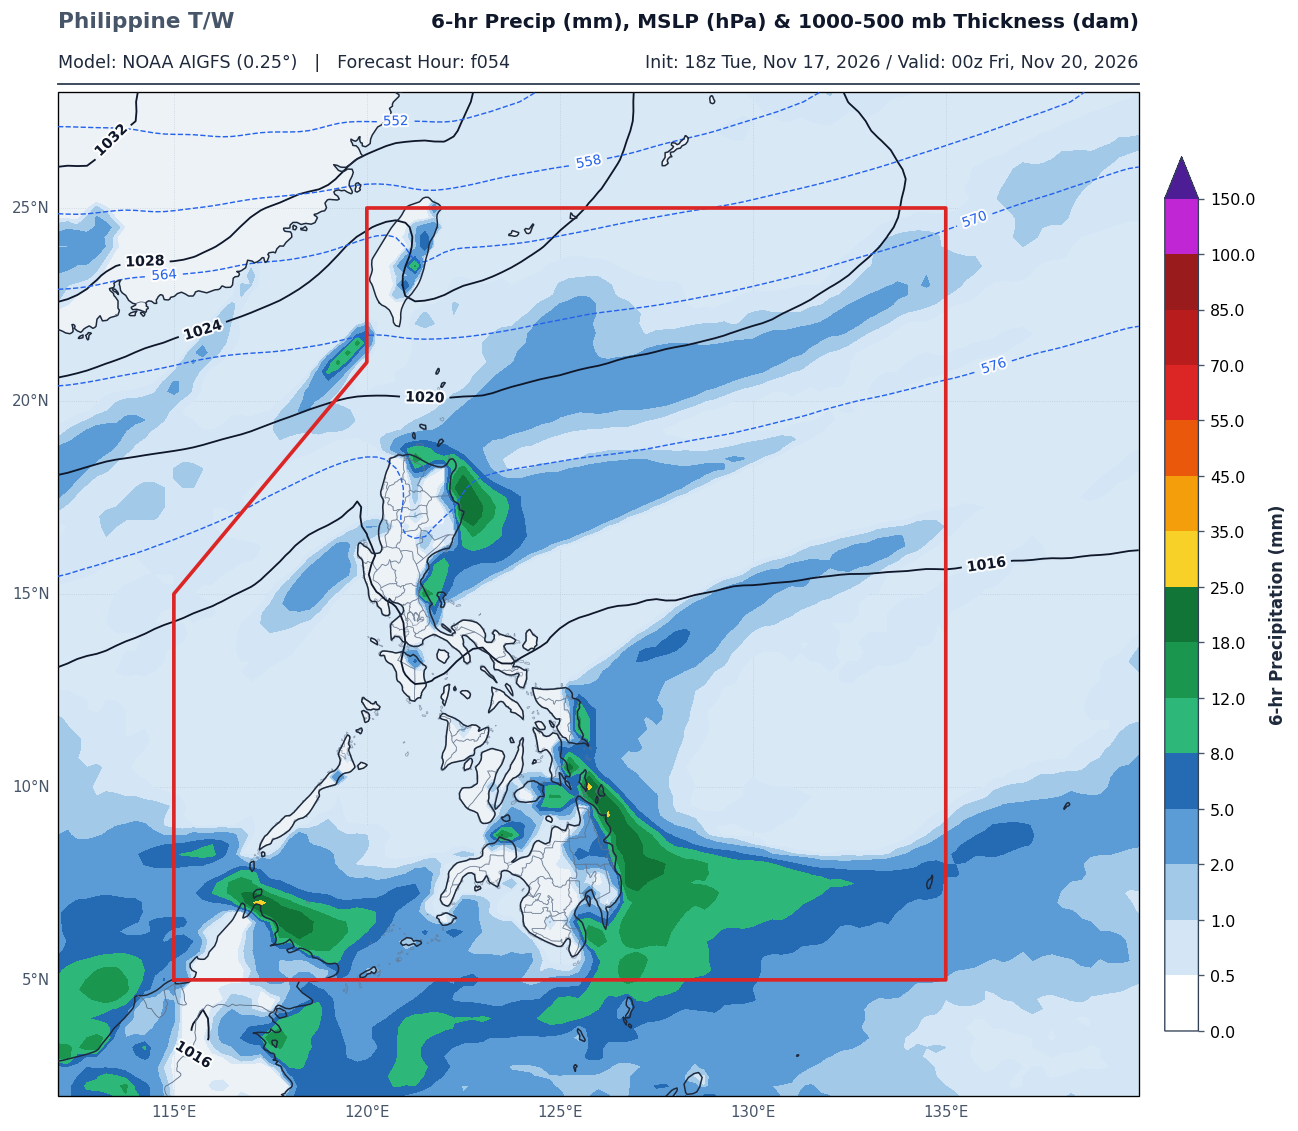 Philippine T/W
6-hr Precip (mm), MSLP (hPa) & 1000-500 mb Thickness (dam)
Model: NOAA AIGFS (0.25°) | Forecast Hour: f054
Init: 18z Tue, Nov 17, 2026 / Valid: 00z Fri, Nov 20, 2026
1032
552
558
570
1028
564
1024
576
1020
1016
1016
25°N
20°N
15°N
10°N
5°N
115°E
120°E
125°E
130°E
135°E
150.0
100.0
85.0
70.0
55.0
45.0
35.0
25.0
18.0
12.0
8.0
5.0
2.0
1.0
0.5
0.0
6-hr Precipitation (mm)